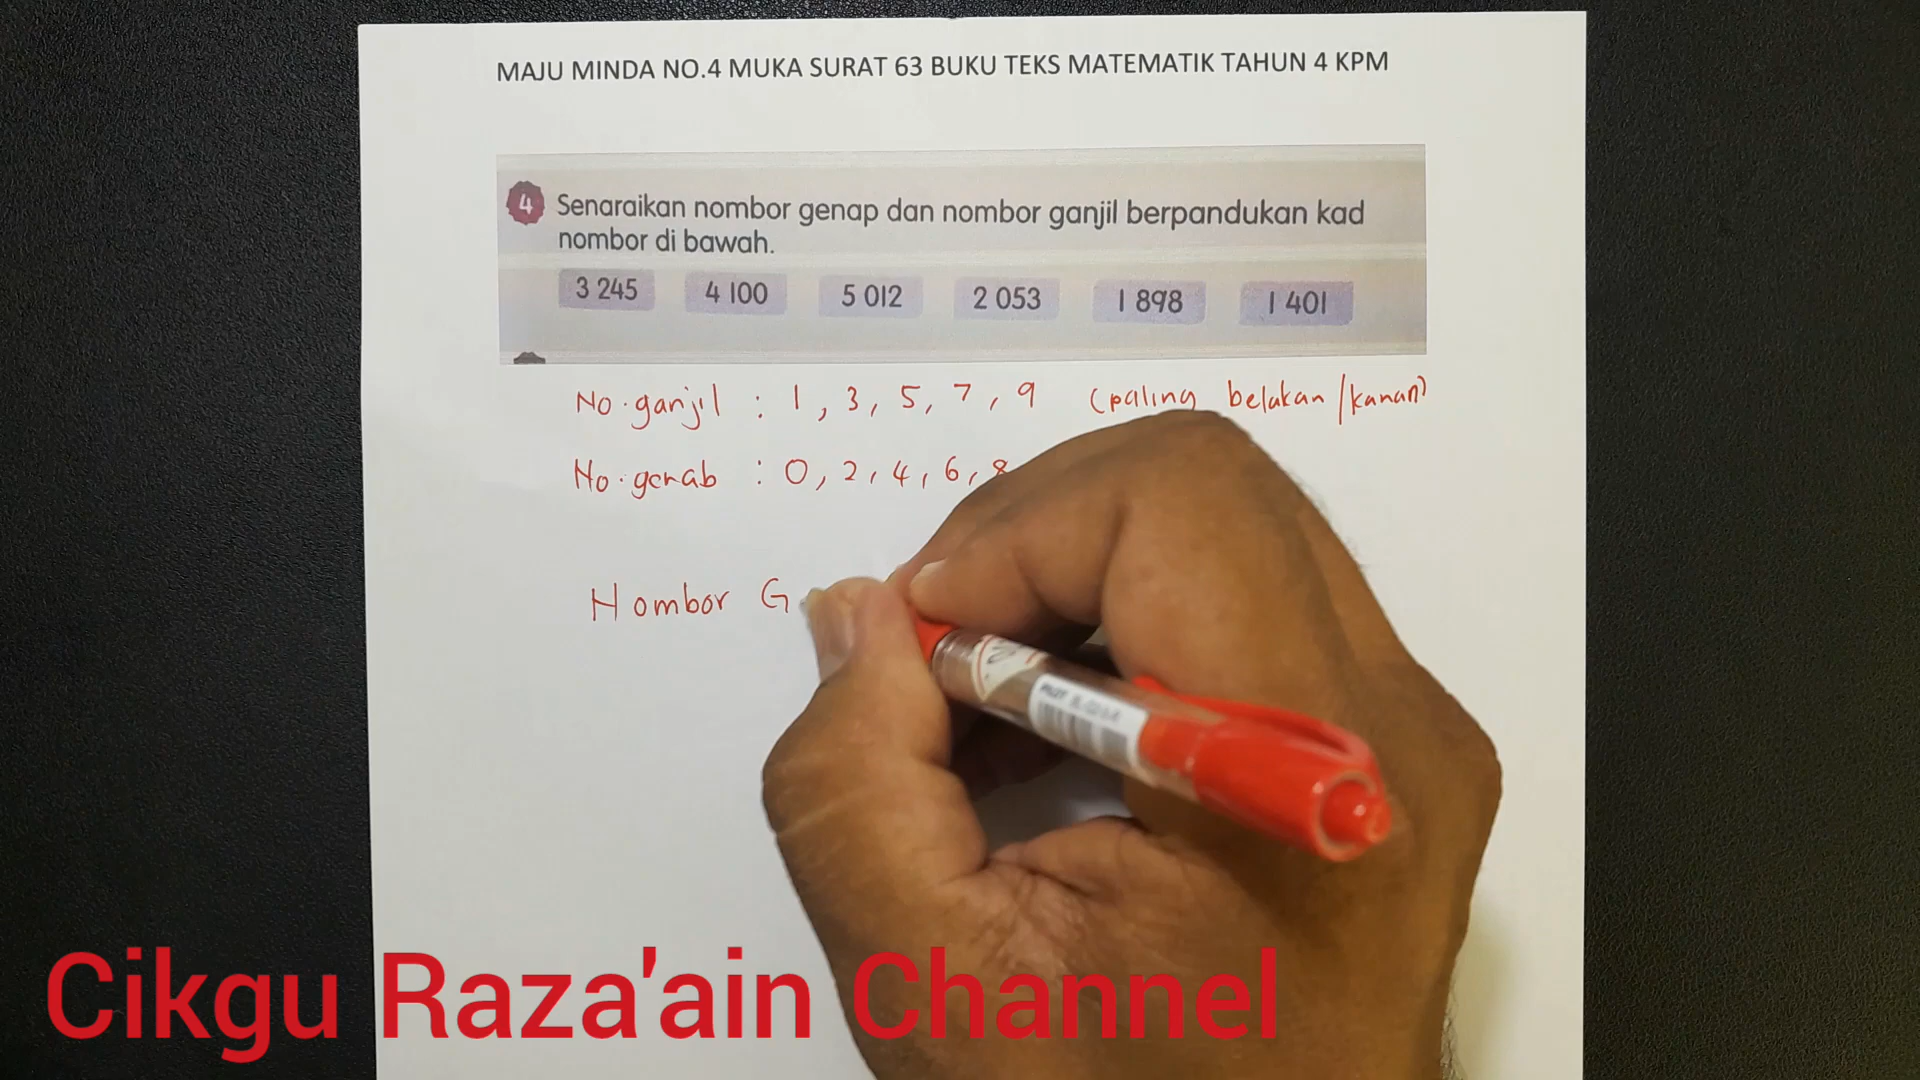 MAJU MINDA NO.4 MUKA SURAT 63 BUKU TEKS MATEMATIK TAHUN 4 KPM
4 Senaraikan nombor genap dan nombor ganjil berpandukan kad
nombor di bawah.
3 245 4 100 5 012 2 053 1 898 1 401
No. ganjil : 1, 3, 5, 7, 9 (paling belakan/kanan)
No. genab : 0, 2, 4, 6, 8
Nombor G
Cikgu Raza'ain Channel